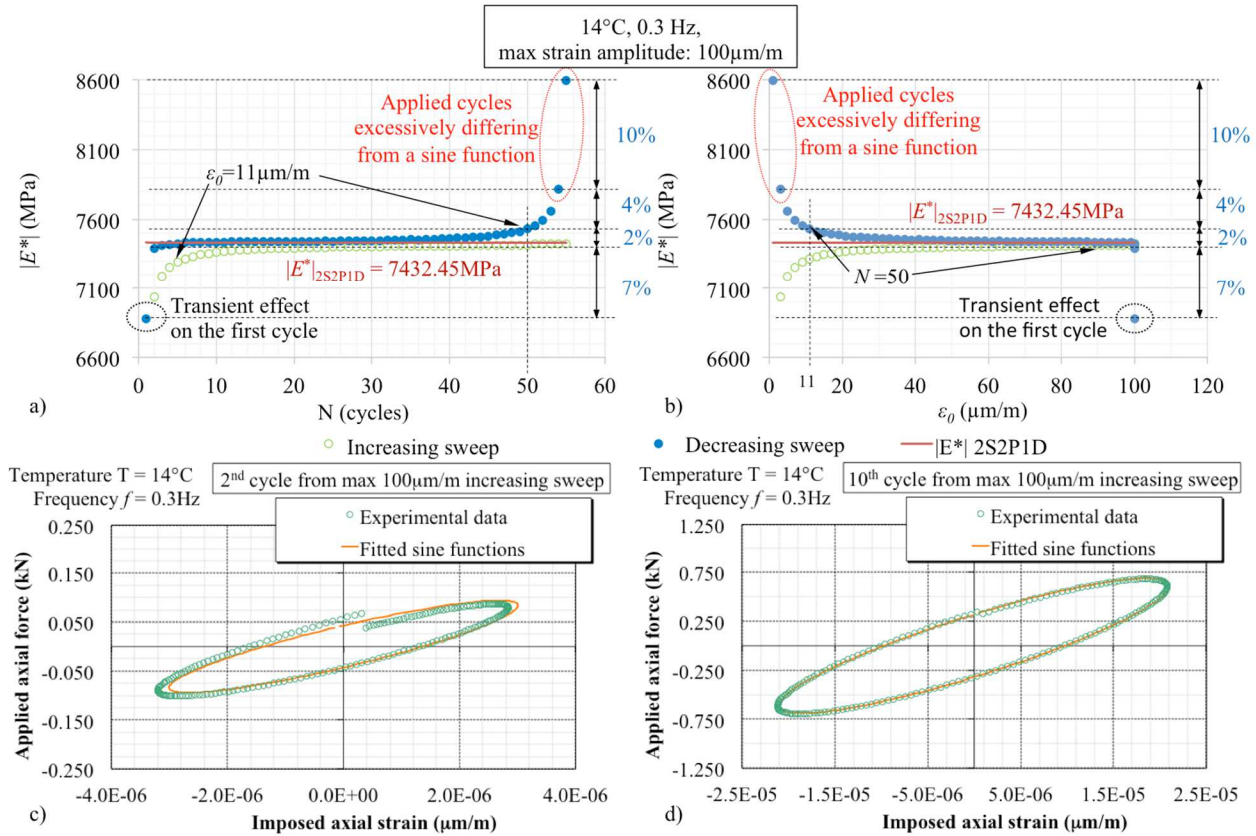 14°C, 0.3 Hz,
max strain amplitude: 100µm/m
8600
8100
7600
7100
6600
|E*| (MPa)
Applied cycles
excessively differing
from a sine function
ε0=11µm/m
|E*|2S2P1D = 7432.45MPa
Transient effect
on the first cycle
10%
4%
2%
7%
0 10 20 30 40 50 60
N (cycles)
a)
8600
8100
7600
7100
6600
|E*| (MPa)
Applied cycles
excessively differing
from a sine function
|E*|2S2P1D = 7432.45MPa
N =50
Transient effect
on the first cycle
10%
4%
2%
7%
0 11 20 40 60 80 100 120
ε0 (µm/m)
b)
Increasing sweep
Decreasing sweep
|E*| 2S2P1D
Temperature T = 14°C
Frequency f = 0.3Hz
2nd cycle from max 100µm/m increasing sweep
Experimental data
Fitted sine functions
0.250
0.150
0.050
-0.050
-0.150
-0.250
Applied axial force (kN)
-4.0E-06 -2.0E-06 0.0E+00 2.0E-06 4.0E-06
Imposed axial strain (µm/m)
c)
Temperature T = 14°C
Frequency f = 0.3Hz
10th cycle from max 100µm/m increasing sweep
Experimental data
Fitted sine functions
1.250
0.750
0.250
-0.250
-0.750
-1.250
Applied axial force (kN)
-2.5E-05 -1.5E-05 -5.0E-06 5.0E-06 1.5E-05 2.5E-05
Imposed axial strain (µm/m)
d)